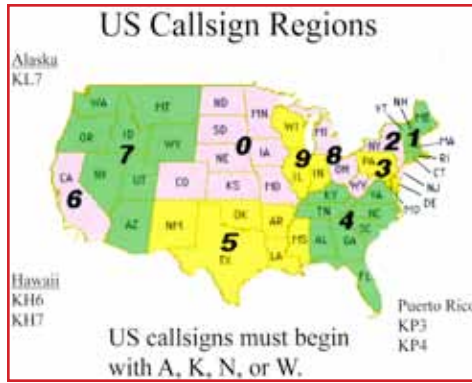 US Callsign Regions
Alaska
KL7
WA
MT
ND
MN
OR
ID
WY
SD
WI
MI
VT
NH
ME
NY
MA
RI
CT
NJ
DE
MD
NE
IA
IL
IN
OH
PA
WV
VA
CA
NV
UT
CO
KS
MO
KY
TN
NC
SC
AZ
NM
OK
AR
TX
LA
MS
AL
GA
FL
7
0
9
8
2
1
3
6
5
4
Hawaii
KH6
KH7
Puerto Rico
KP3
KP4
US callsigns must begin
with A, K, N, or W.